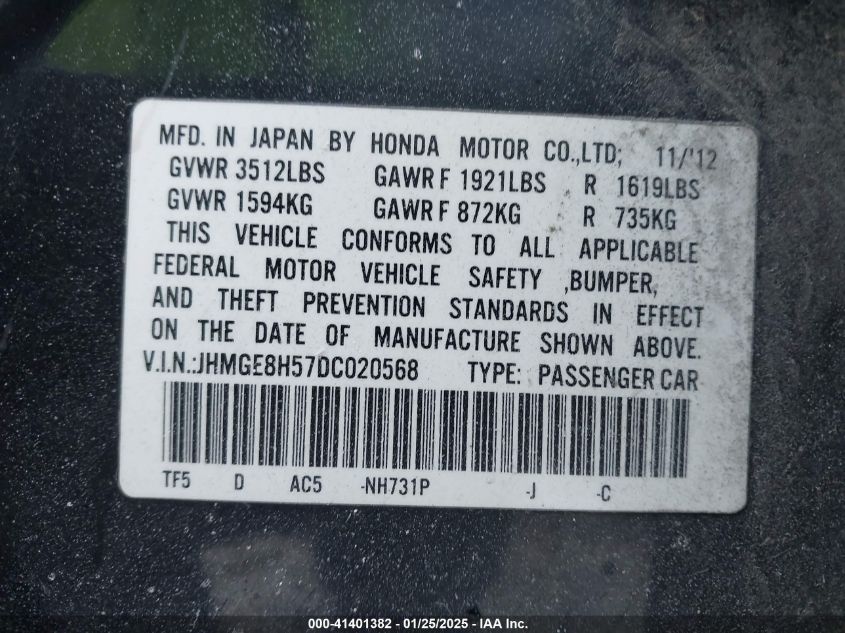 MFD. IN JAPAN BY HONDA MOTOR CO.,LTD; 11/'12
GVWR 3512LBS GAWR F 1921LBS R 1619LBS
GVWR 1594KG GAWR F 872KG R 735KG
THIS VEHICLE CONFORMS TO ALL APPLICABLE
FEDERAL MOTOR VEHICLE SAFETY ,BUMPER,
AND THEFT PREVENTION STANDARDS IN EFFECT
ON THE DATE OF MANUFACTURE SHOWN ABOVE.
V.I.N.:JHMGE8H57DC020568 TYPE: PASSENGER CAR
TF5 D AC5 -NH731P -J -C
000-41401382 / 01/25/2025 - IAA Inc.